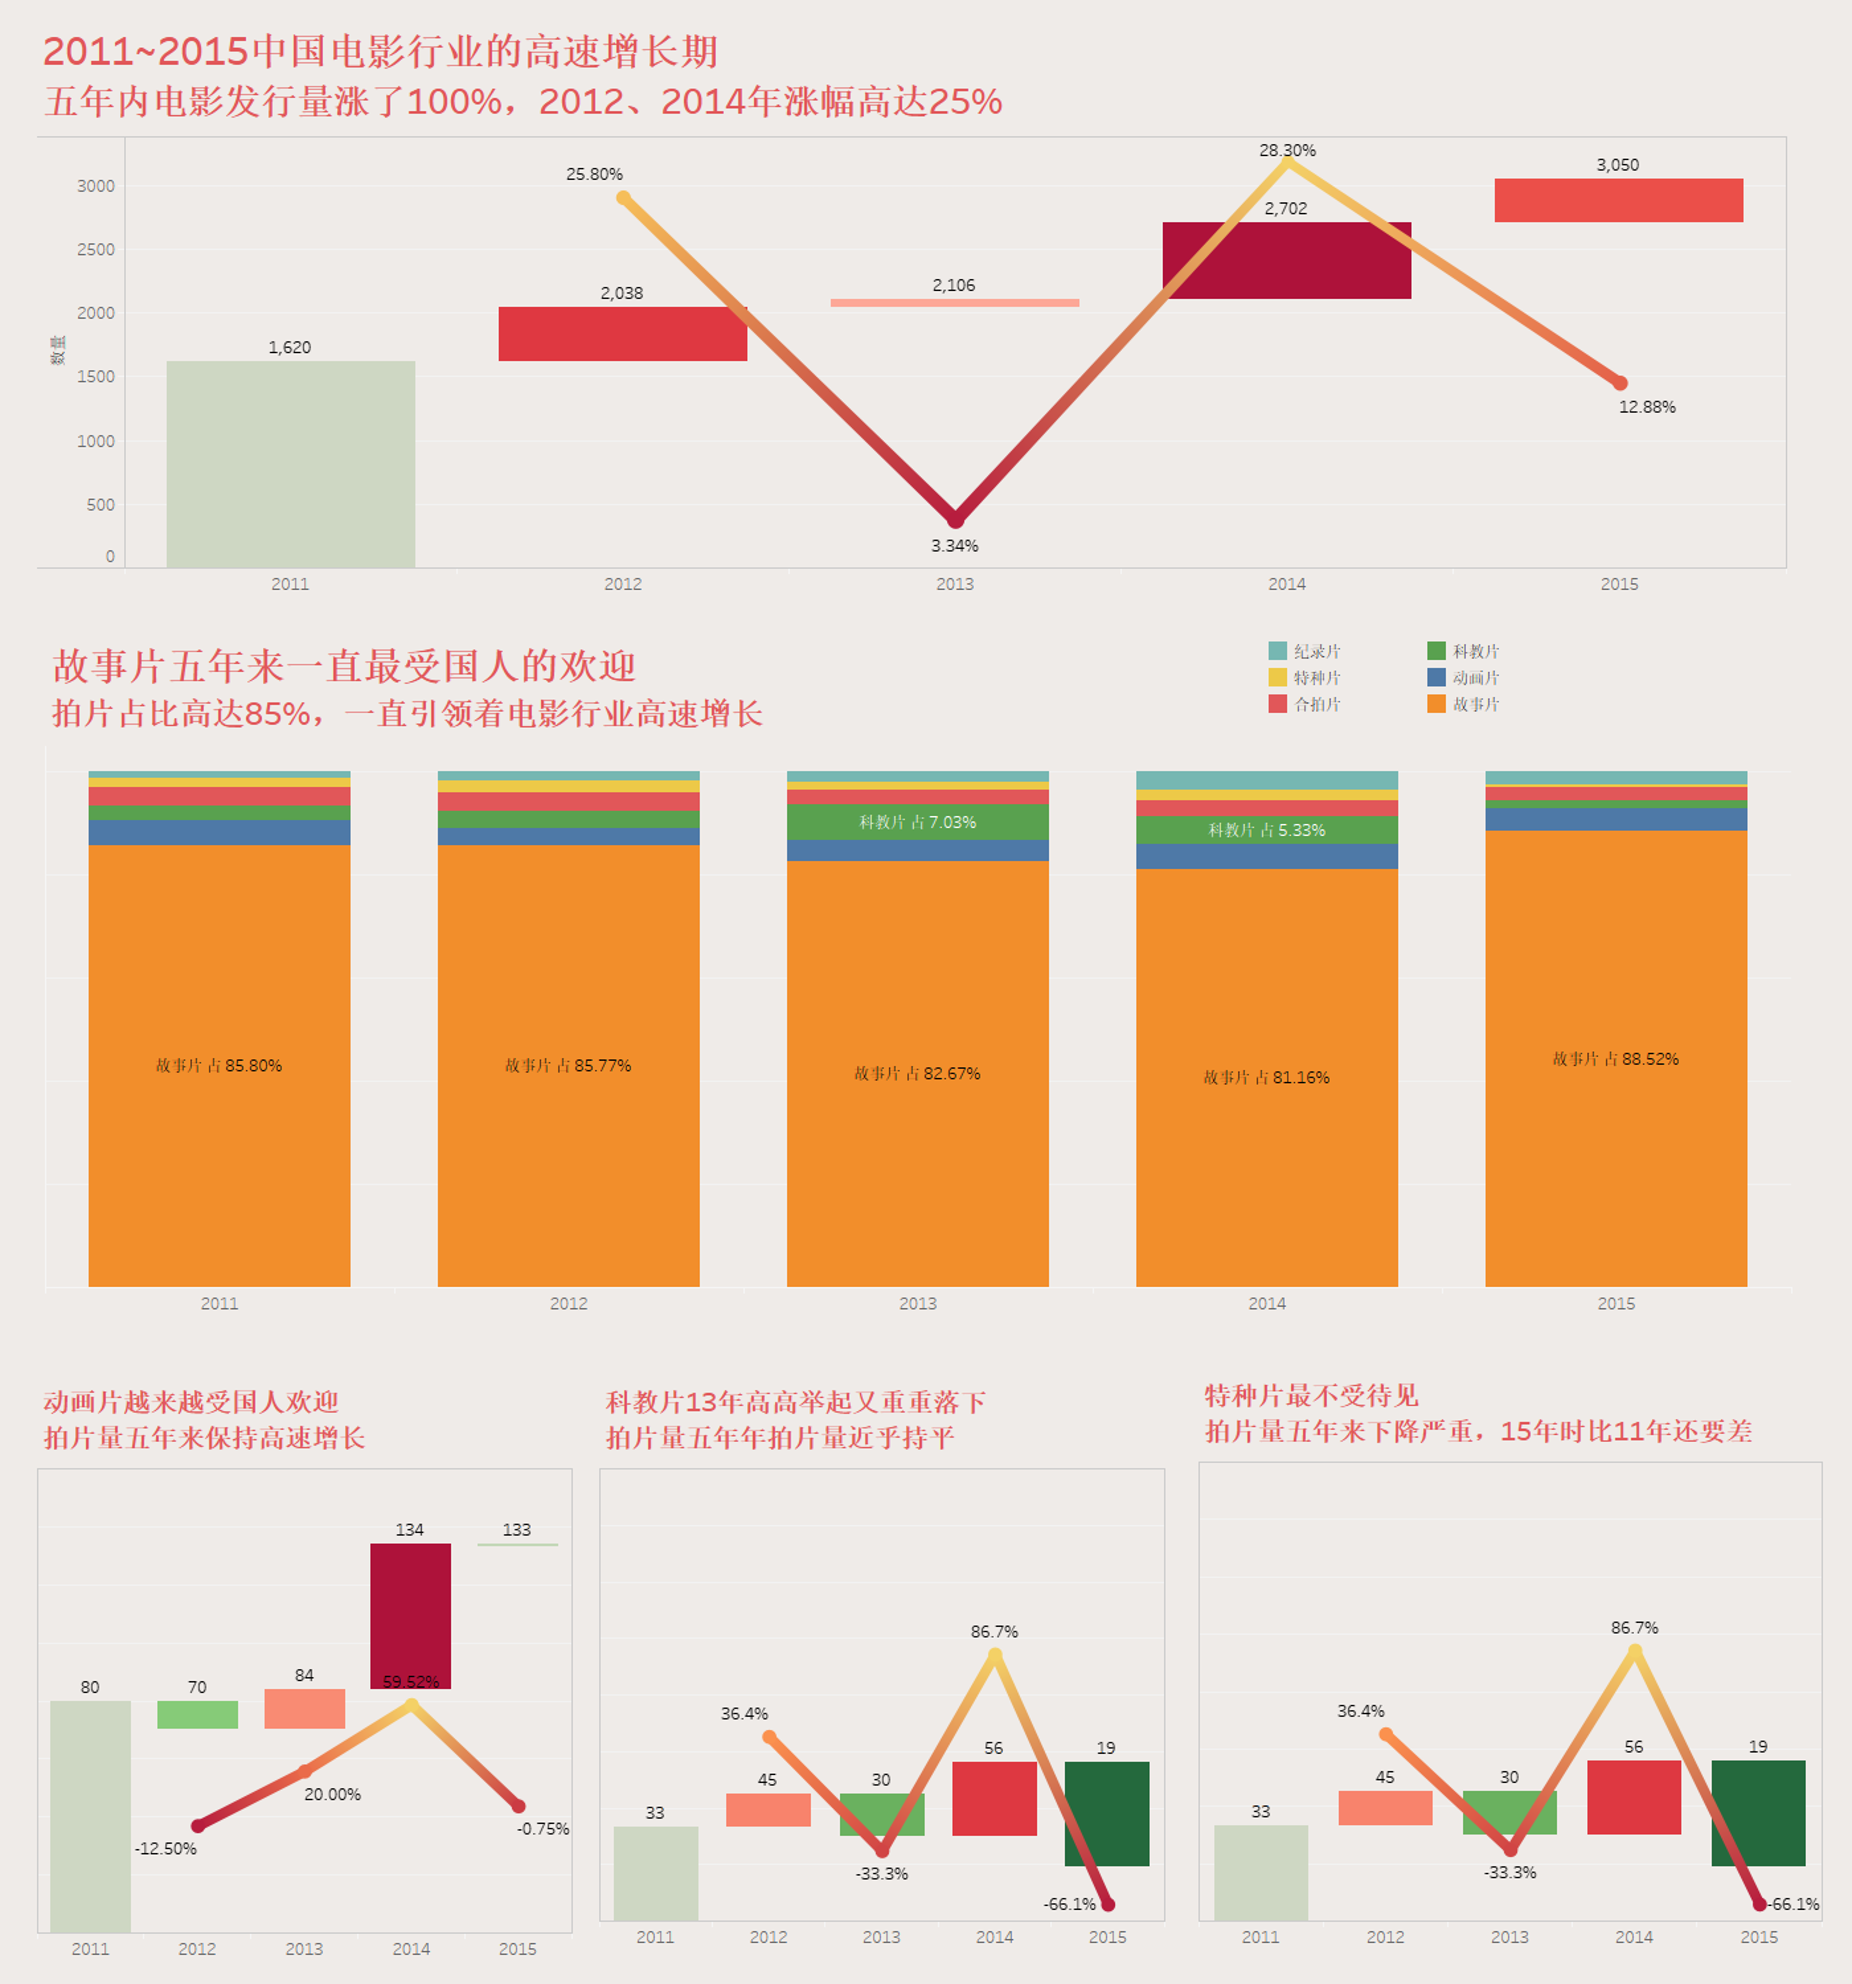 2011~2015中国电影行业的高速增长期
五年内电影发行量涨了100%，2012、2014年涨幅高达25%
数量
3000
2500
2000
1500
1000
500
0
1,620
2,038
2,106
2,702
3,050
25.80%
3.34%
28.30%
12.88%
2011 2012 2013 2014 2015
故事片五年来一直最受国人的欢迎
拍片占比高达85%，一直引领着电影行业高速增长
纪录片 科教片
特种片 动画片
合拍片 故事片
科教片 占 7.03%
科教片 占 5.33%
故事片 占 85.80%
故事片 占 85.77%
故事片 占 82.67%
故事片 占 81.16%
故事片 占 88.52%
2011 2012 2013 2014 2015
动画片越来越受国人欢迎
拍片量五年来保持高速增长
80
70
84
134
133
-12.50%
20.00%
59.52%
-0.75%
2011 2012 2013 2014 2015
科教片13年高高举起又重重落下
拍片量五年年拍片量近乎持平
33
45
30
56
19
36.4%
-33.3%
86.7%
-66.1%
2011 2012 2013 2014 2015
特种片最不受待见
拍片量五年来下降严重，15年时比11年还要差
33
45
30
56
19
36.4%
-33.3%
86.7%
-66.1%
2011 2012 2013 2014 2015